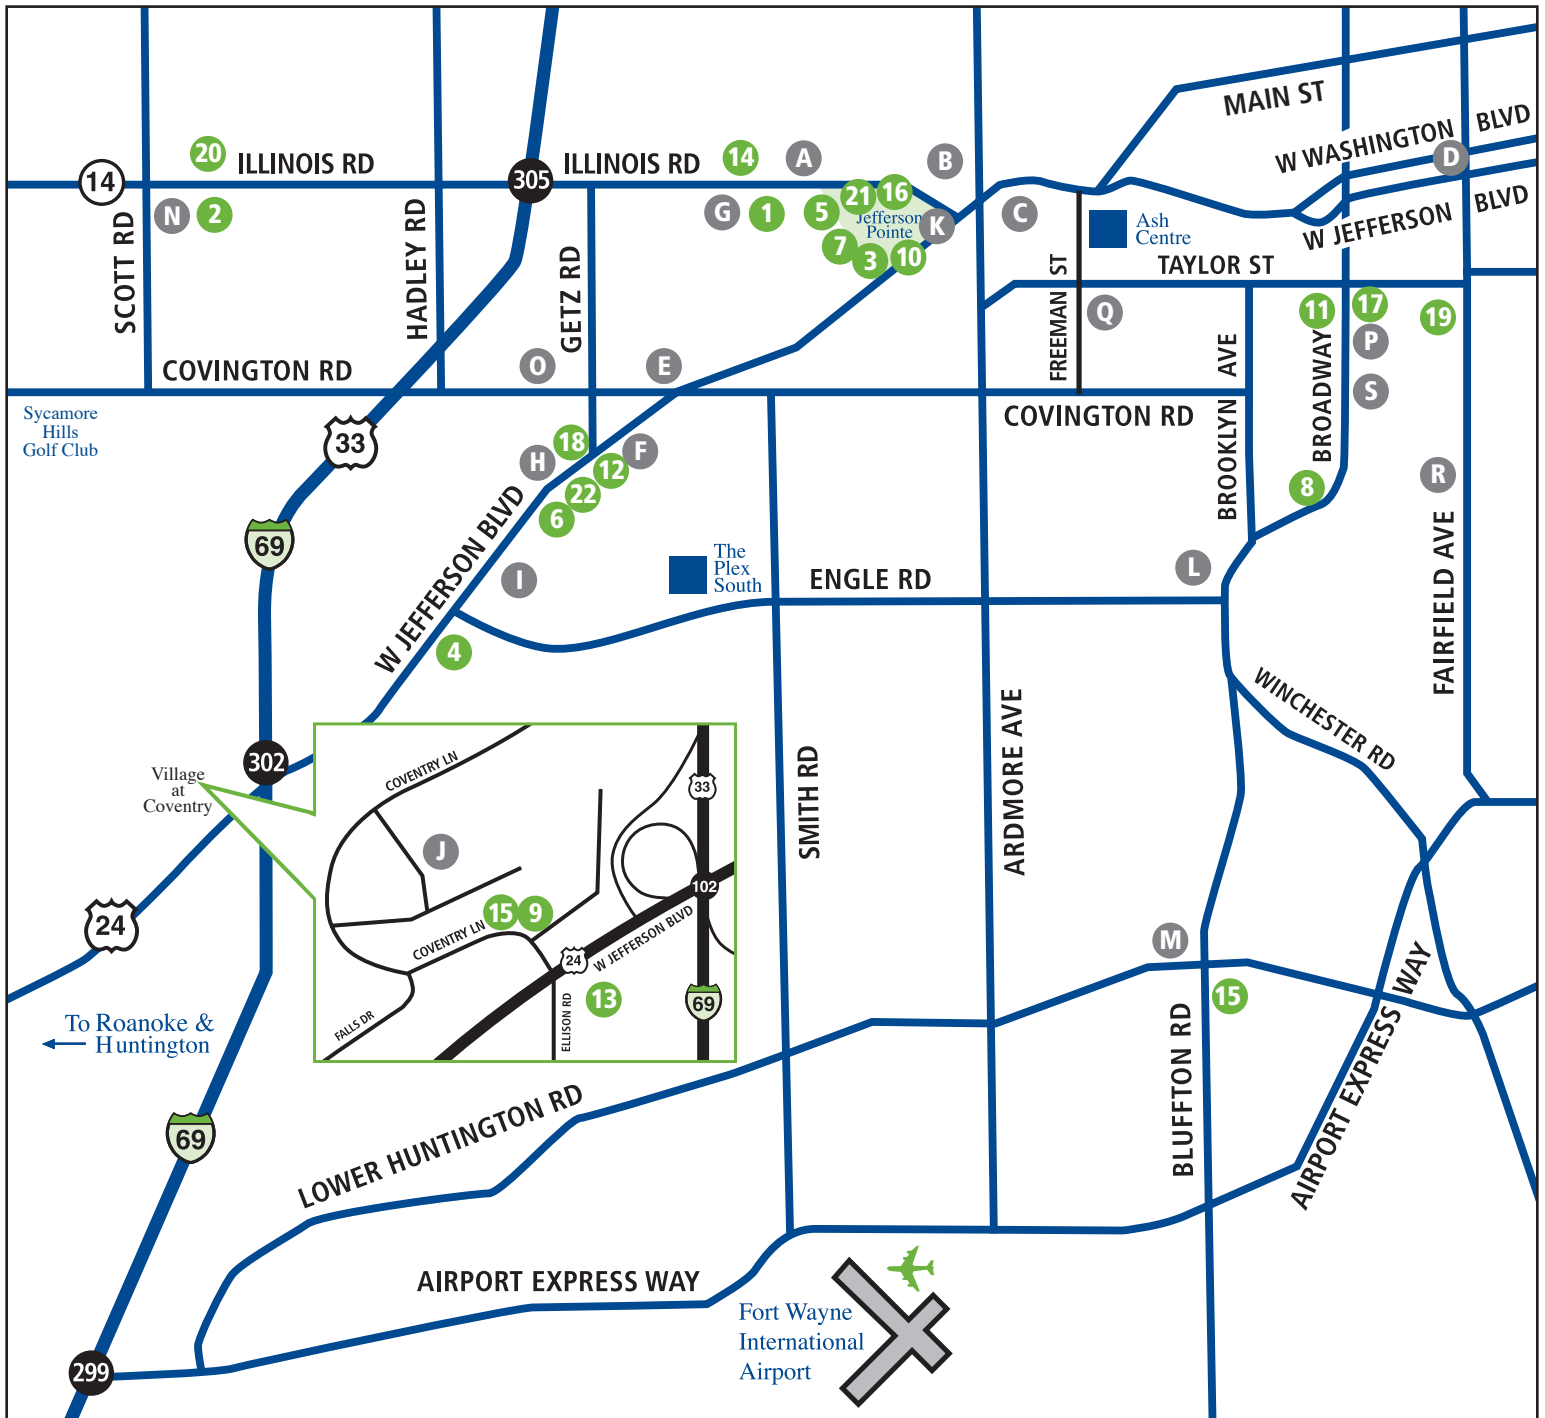 MAIN ST
W WASHINGTON BLVD
D
W JEFFERSON BLVD
20
ILLINOIS RD
ILLINOIS RD
14
A
B
14
305
N
2
G
1
5
21
16
Jefferson
Pointe
K
C
Ash
Centre
7
3
10
TAYLOR ST
SCOTT RD
HADLEY RD
GETZ RD
FREEMAN ST
Q
11
17
19
P
S
BROADWAY
BROOKLYN AVE
COVINGTON RD
O
E
COVINGTON RD
Sycamore
Hills
Golf Club
33
H
18
F
12
22
6
8
R
69
W JEFFERSON BLVD
I
The
Plex
South
ENGLE RD
L
FAIRFIELD AVE
4
WINCHESTER RD
302
Village
at
Coventry
COVENTRY LN
33
J
102
15
9
COVENTRY LN
24
W JEFFERSON BLVD
13
69
FALLS DR
ELLISON RD
SMITH RD
ARDMORE AVE
24
M
15
To Roanoke &
Huntington
BLUFFTON RD
AIRPORT EXPRESS WAY
69
LOWER HUNTINGTON RD
AIRPORT EXPRESS WAY
Fort Wayne
International
Airport
299